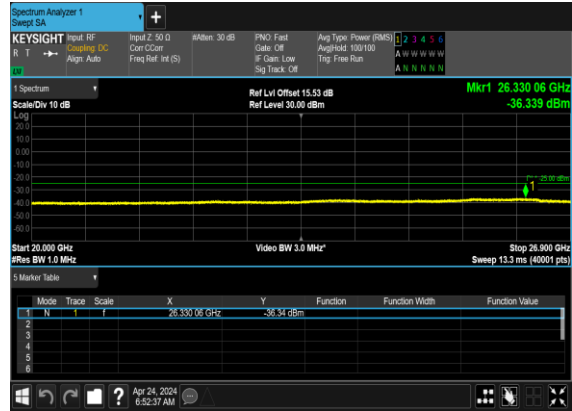 Spectrum Analyzer 1
Swept SA
+
KEYSIGHT Input: RF Input Z: 50 Ω #Atten: 30 dB PNO: Fast Avg Type: Power (RMS) 1 2 3 4 5 6
R T Coupling: DC Corr CCorr Gate: Off Avg|Hold: 100/100 A W W W W W
Align: Auto Freq Ref: Int (S) IF Gain: Low Trig: Free Run
Sig Track: Off A N N N N N
1 Spectrum
Ref Lvl Offset 15.53 dB Mkr1 26.330 06 GHz
Scale/Div 10 dB Ref Level 30.00 dBm -36.339 dBm
Log
20.0
10.0
0.00
-10.0
-20.0
-25.00 dBm
1
-30.0
-40.0
-50.0
-60.0
Start 20.000 GHz Video BW 3.0 MHz* Stop 26.900 GHz
#Res BW 1.0 MHz Sweep 13.3 ms (40001 pts)
5 Marker Table
Mode Trace Scale X Y Function Function Width Function Value
1 N 1 f 26.330 06 GHz -36.34 dBm
2
3
4
5
6
? Apr 24, 2024
6:52:37 AM